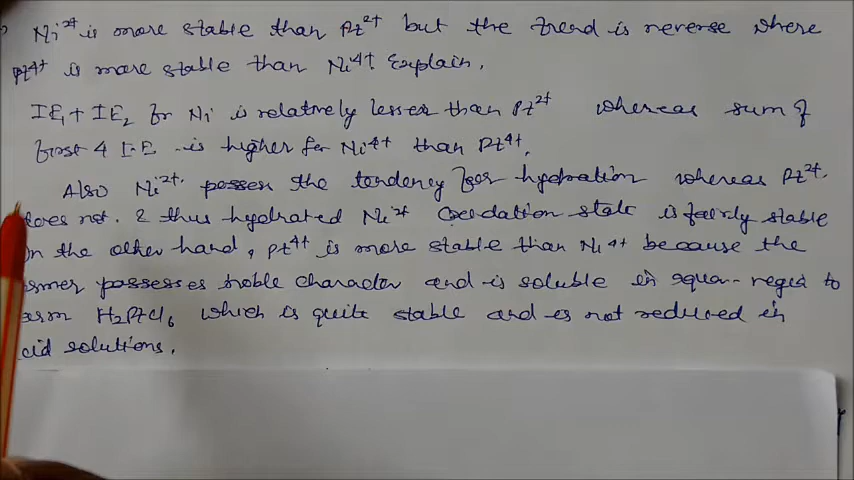 Ni2+ is more stable than Pt2+ but the trend is reverse where
Pt4+ is more stable than Ni4+ Explain.
IE1 + IE2 for Ni is relatively lesser than Pt2+ whereas sum of
first 4 I.E is higher for Ni4+ than Pt4+.
Also Ni2+ posses the tendency for hydration whereas Pt2+
does not. & thus hydrated Ni2+ Oxidation state is fairly stable
on the other hand, Pt4+ is more stable than Ni4+ because the
ormer possesses noble character and is soluble in aqua-regia to
orm H2PtCl6 which is quite stable and is not reduced in
cid solutions.